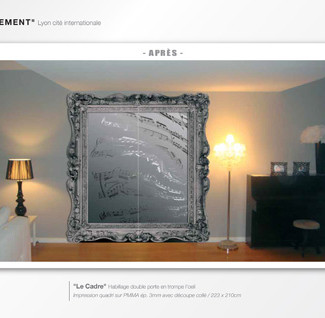 EMENT" Lyon cité internationale
- APRÈS -
"Le Cadre" Habillage double porte en trompe l'oeil
Impression quadri sur PMMA ép. 3mm avec découpe collé / 223 x 210cm